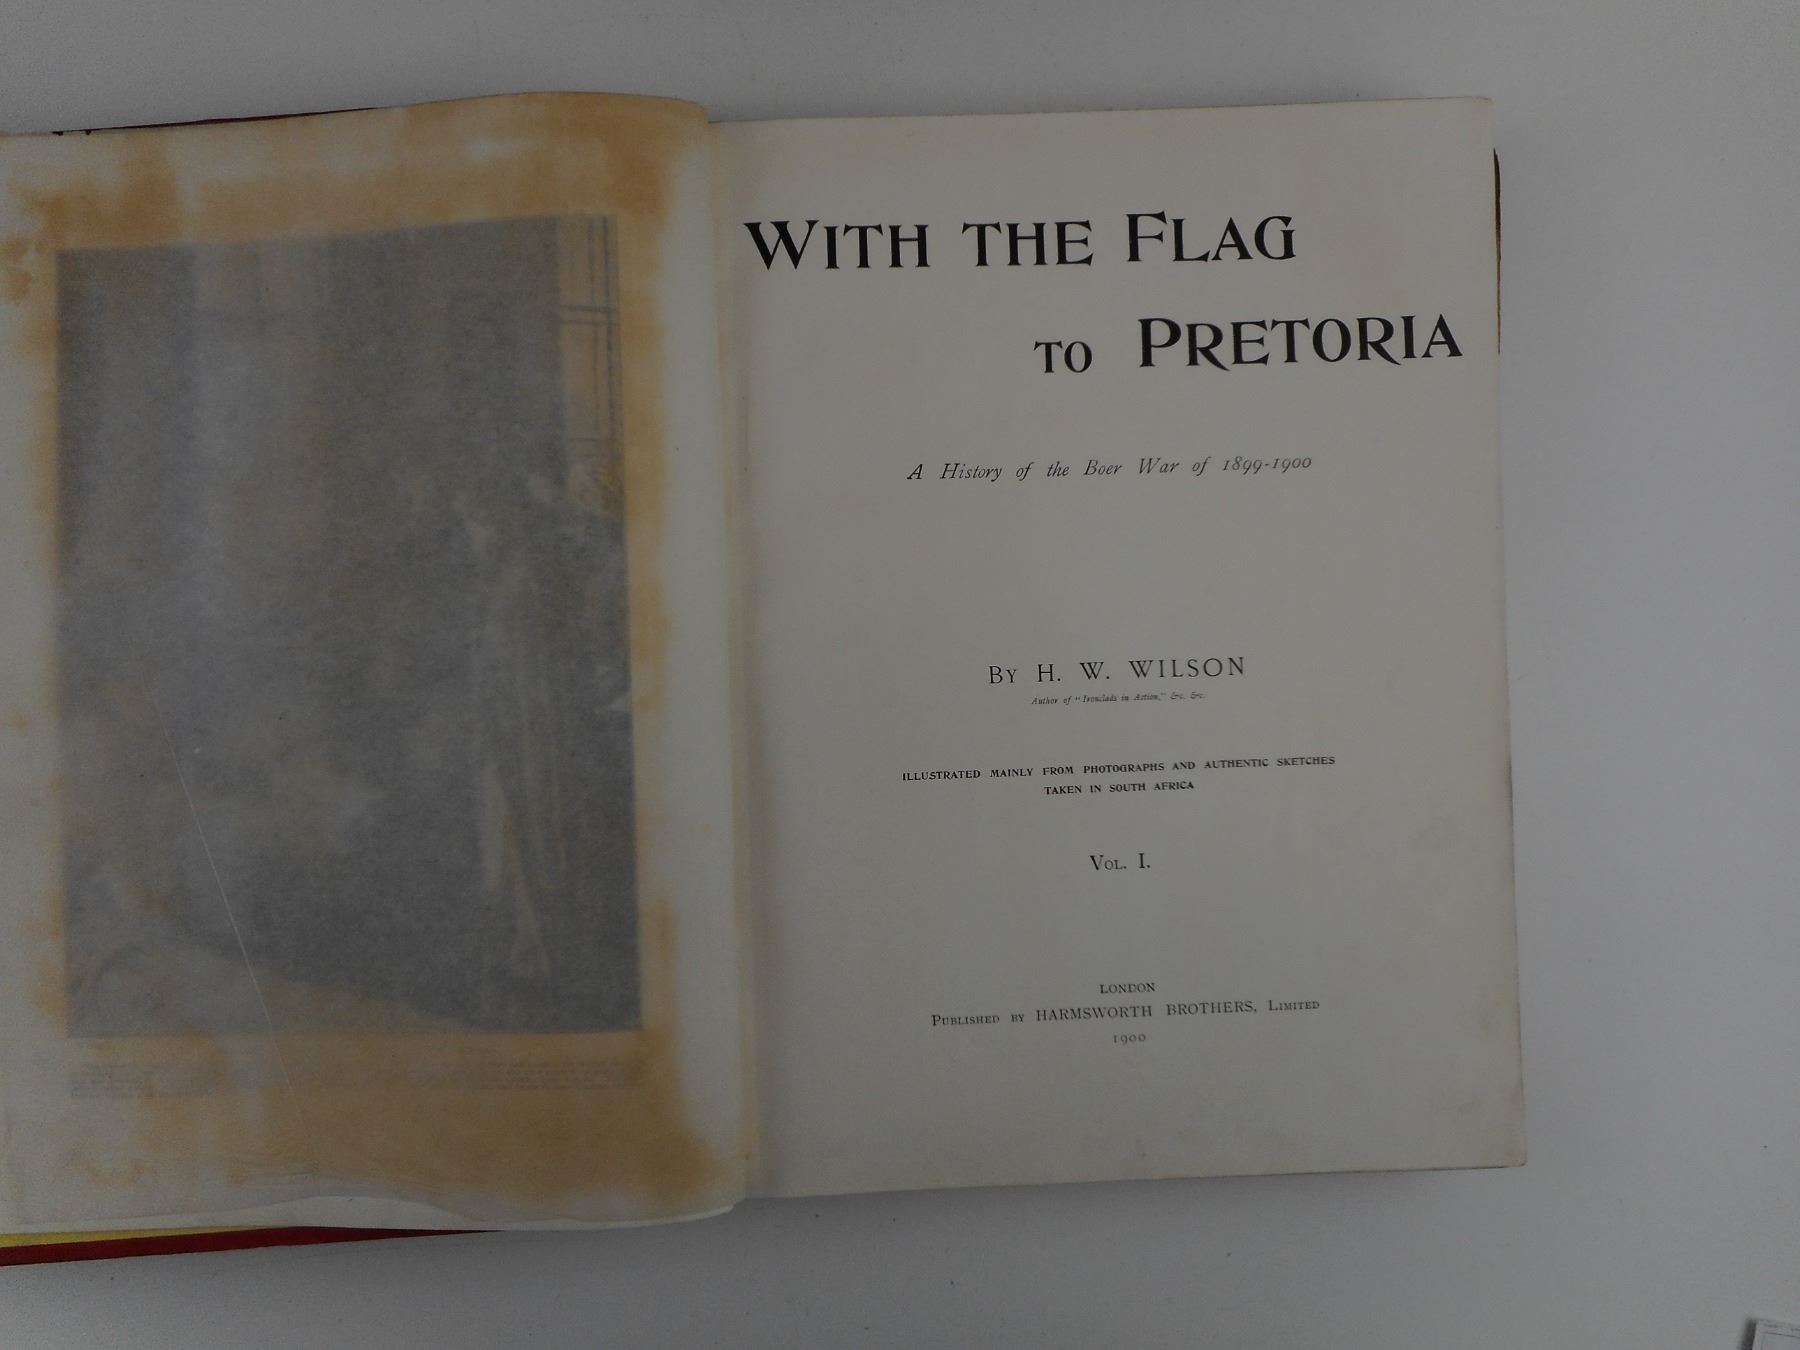 WITH THE FLAG
TO PRETORIA
A History of the Boer War of 1899-1900
BY H. W. WILSON
Author of "Ironclads in Action," &c. &c.
ILLUSTRATED MAINLY FROM PHOTOGRAPHS AND AUTHENTIC SKETCHES
TAKEN IN SOUTH AFRICA
VOL. I.
LONDON
PUBLISHED BY HARMSWORTH BROTHERS, LIMITED
1900